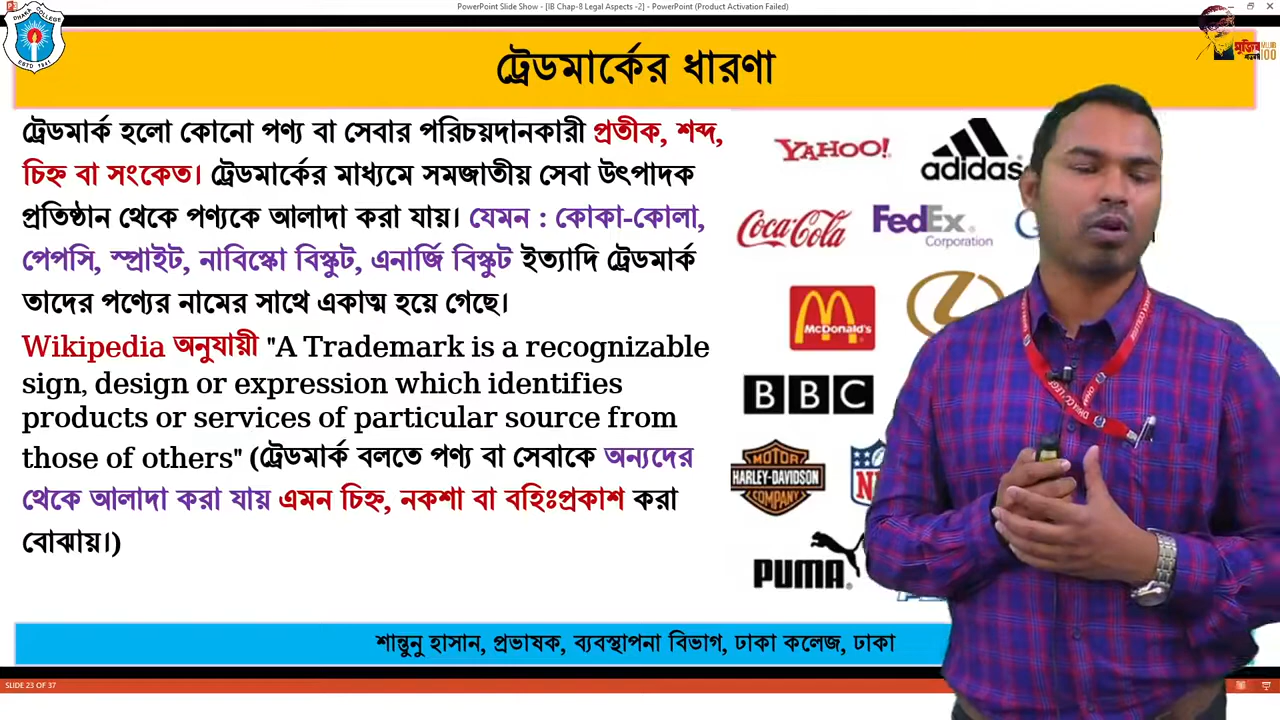 PowerPoint Slide Show - [IB Chap-8 Legal Aspects -2] - PowerPoint (Product Activation Failed)
DHAKA COLLEGE
ESTD 1841
মুজিব
100
ট্রেডমার্কের ধারণা
ট্রেডমার্ক হলো কোনো পণ্য বা সেবার পরিচয়দানকারী প্রতীক, শব্দ,
চিহ্ন বা সংকেত। ট্রেডমার্কের মাধ্যমে সমজাতীয় সেবা উৎপাদক
প্রতিষ্ঠান থেকে পণ্যকে আলাদা করা যায়। যেমন : কোকা-কোলা,
পেপসি, স্প্রাইট, নাবিস্কো বিস্কুট, এনার্জি বিস্কুট ইত্যাদি ট্রেডমার্ক
তাদের পণ্যের নামের সাথে একাত্ম হয়ে গেছে।
Wikipedia অনুযায়ী "A Trademark is a recognizable
sign, design or expression which identifies
products or services of particular source from
those of others" (ট্রেডমার্ক বলতে পণ্য বা সেবাকে অন্যদের
থেকে আলাদা করা যায় এমন চিহ্ন, নকশা বা বহিঃপ্রকাশ করা
বোঝায়।)
YAHOO!
adidas
Coca-Cola
FedEx
Corporation
McDonald's
BBC
MOTOR
HARLEY-DAVIDSON
COMPANY
PUMA
শান্তুনু হাসান, প্রভাষক, ব্যবস্থাপনা বিভাগ, ঢাকা কলেজ, ঢাকা
SLIDE 23 OF 37